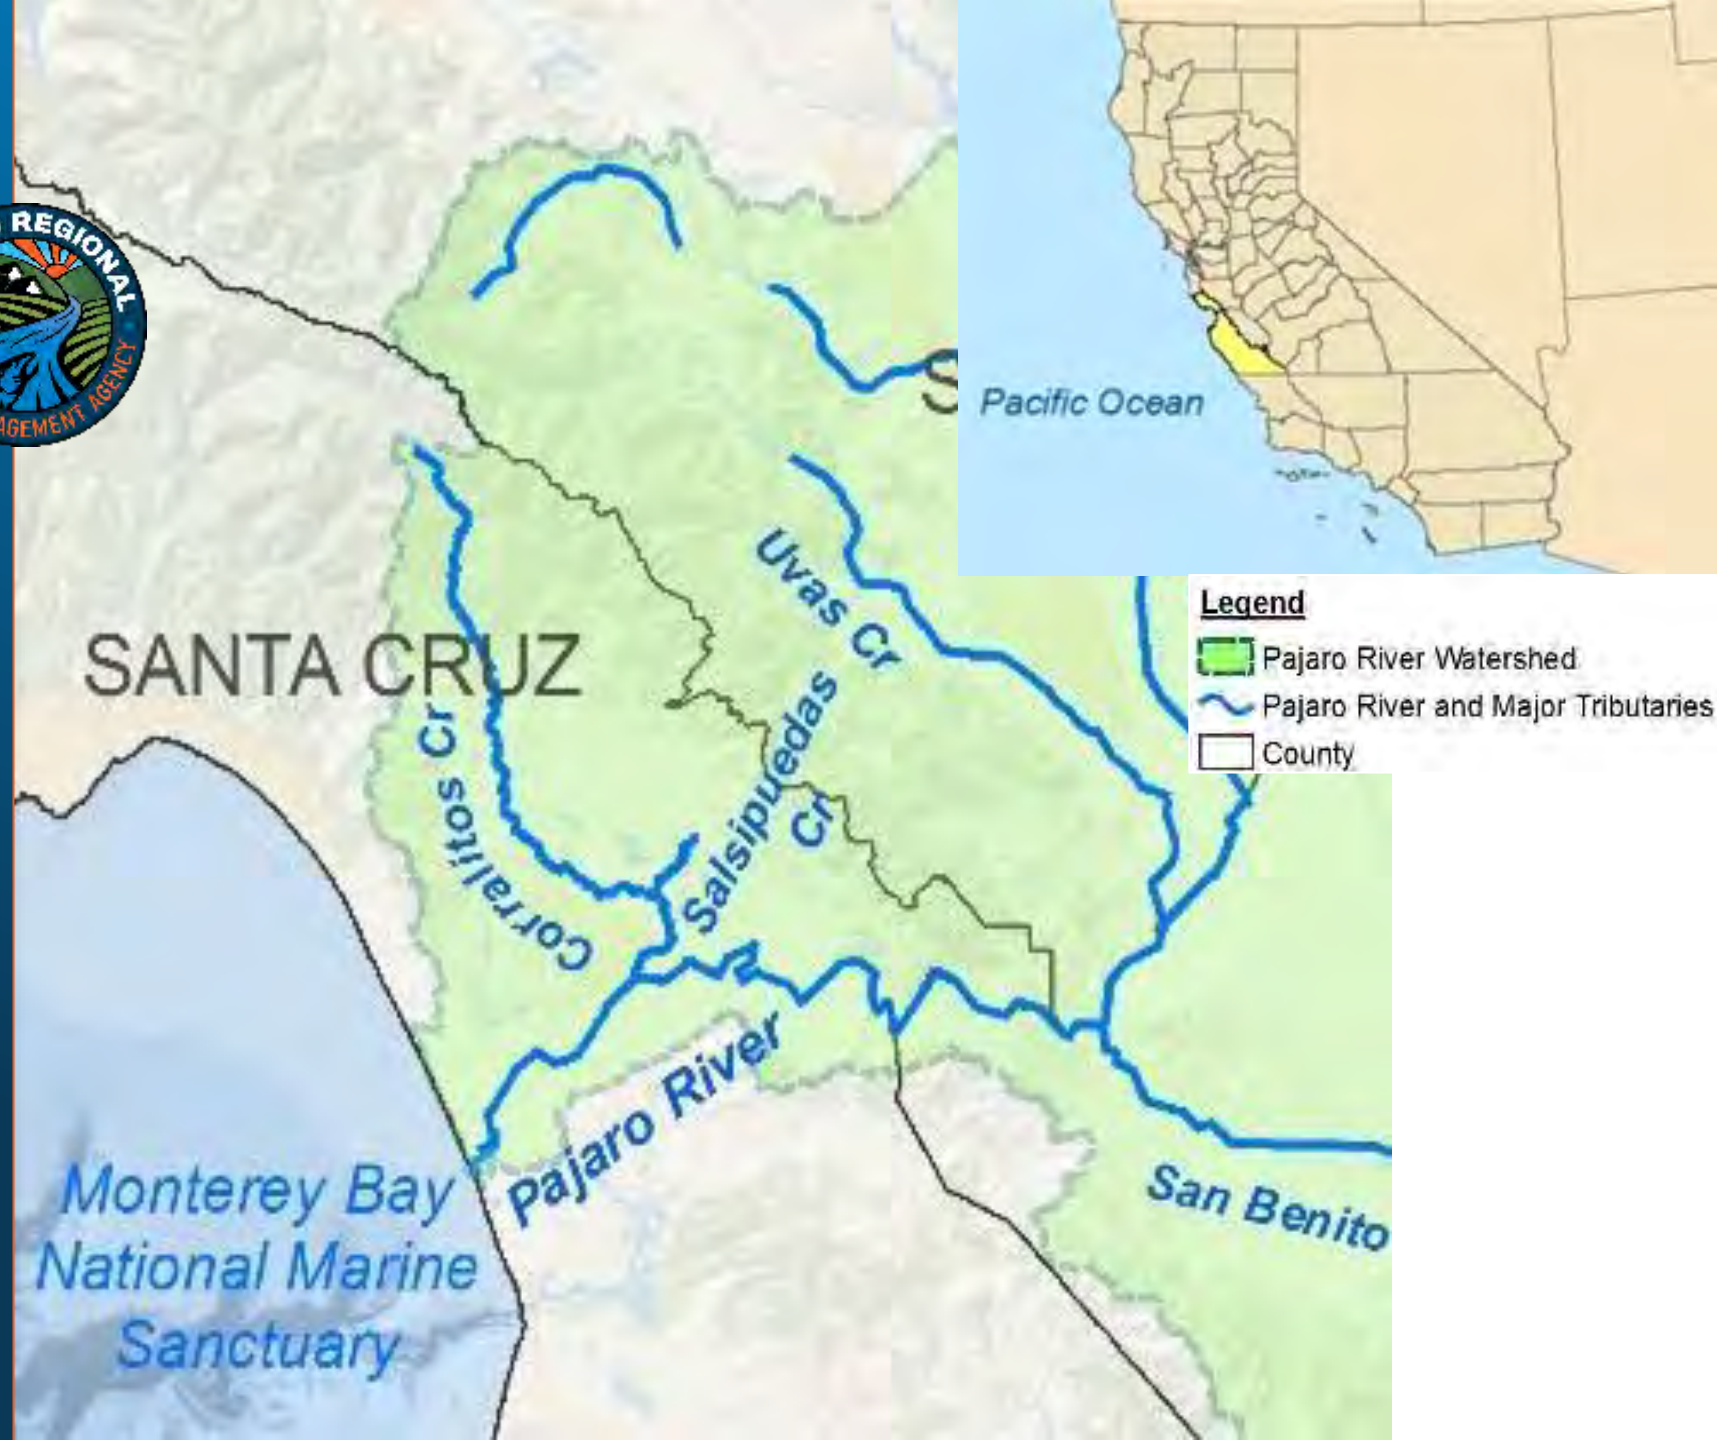 REGIONAL
AGEMENT AGENCY
SANTA CRUZ
Uvas Cr
Salsipuedas
Cr
Corralitos Cr
Pajaro River
San Benito
Monterey Bay
National Marine
Sanctuary
S
Pacific Ocean
Legend
Pajaro River Watershed
Pajaro River and Major Tributaries
County